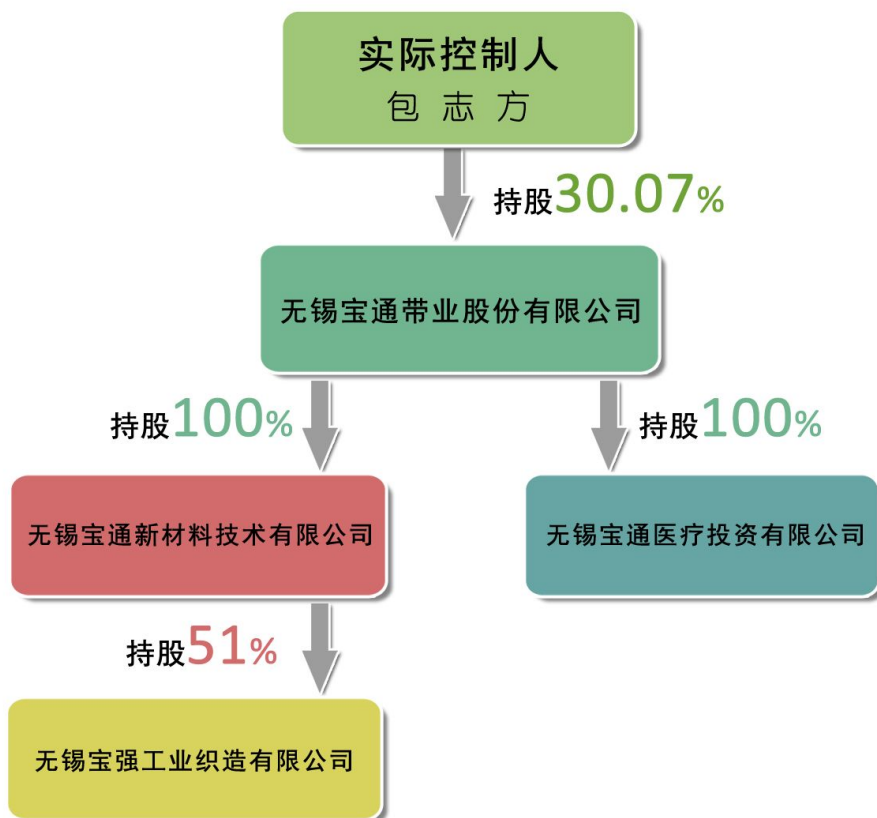 实际控制人
包志方
持股30.07%
无锡宝通带业股份有限公司
持股100%
持股100%
无锡宝通新材料技术有限公司
无锡宝通医疗投资有限公司
持股51%
无锡宝强工业织造有限公司